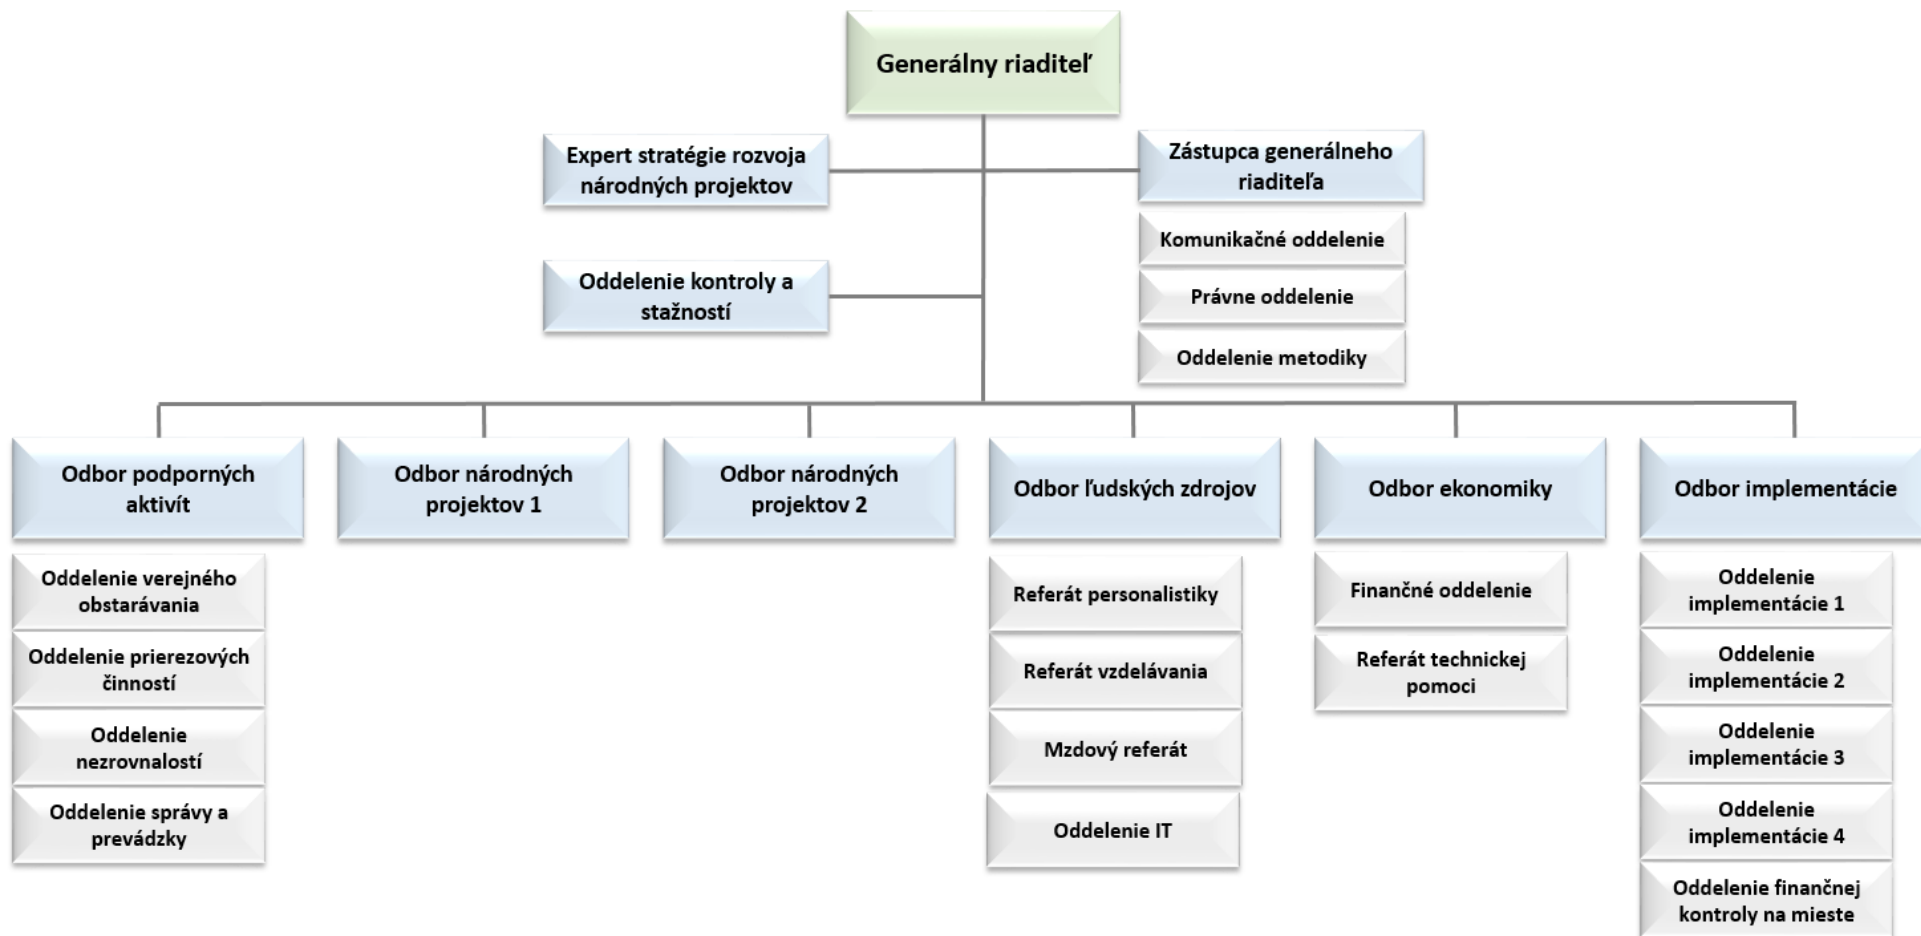 Generálny riaditeľ
Expert stratégie rozvoja
národných projektov
Zástupca generálneho
riaditeľa
Komunikačné oddelenie
Právne oddelenie
Oddelenie metodiky
Oddelenie kontroly a
stažností
Odbor podporných
aktivít
Oddelenie verejného
obstarávania
Oddelenie prierezových
činností
Oddelenie
nezrovnalostí
Oddelenie správy a
prevádzky
Odbor národných
projektov 1
Odbor národných
projektov 2
Odbor ľudských zdrojov
Referát personalistiky
Referát vzdelávania
Mzdový referát
Oddelenie IT
Odbor ekonomiky
Finančné oddelenie
Referát technickej
pomoci
Odbor implementácie
Oddelenie
implementácie 1
Oddelenie
implementácie 2
Oddelenie
implementácie 3
Oddelenie
implementácie 4
Oddelenie finančnej
kontroly na mieste